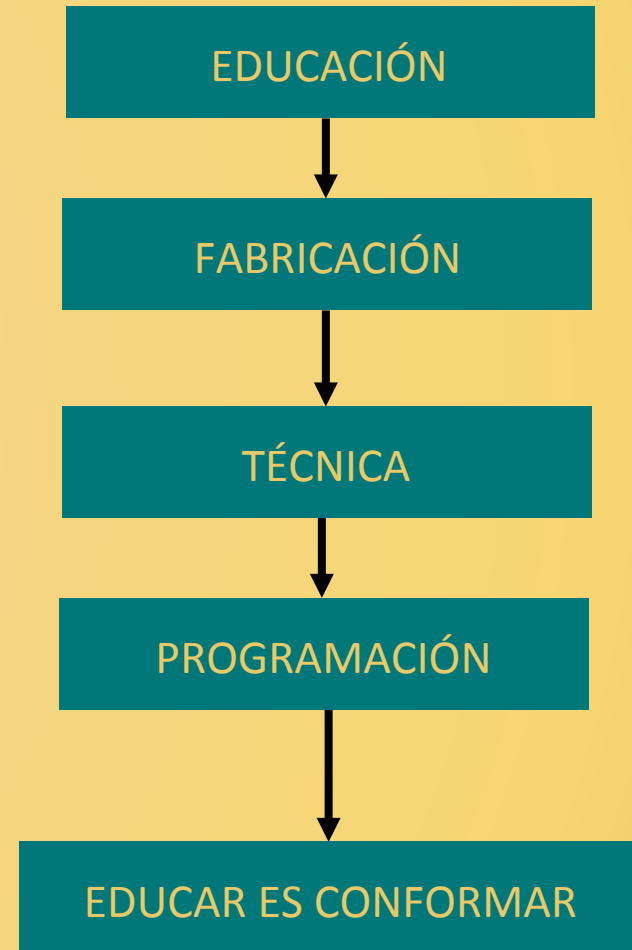 EDUCACIÓN
FABRICACIÓN
TÉCNICA
PROGRAMACIÓN
EDUCAR ES CONFORMAR